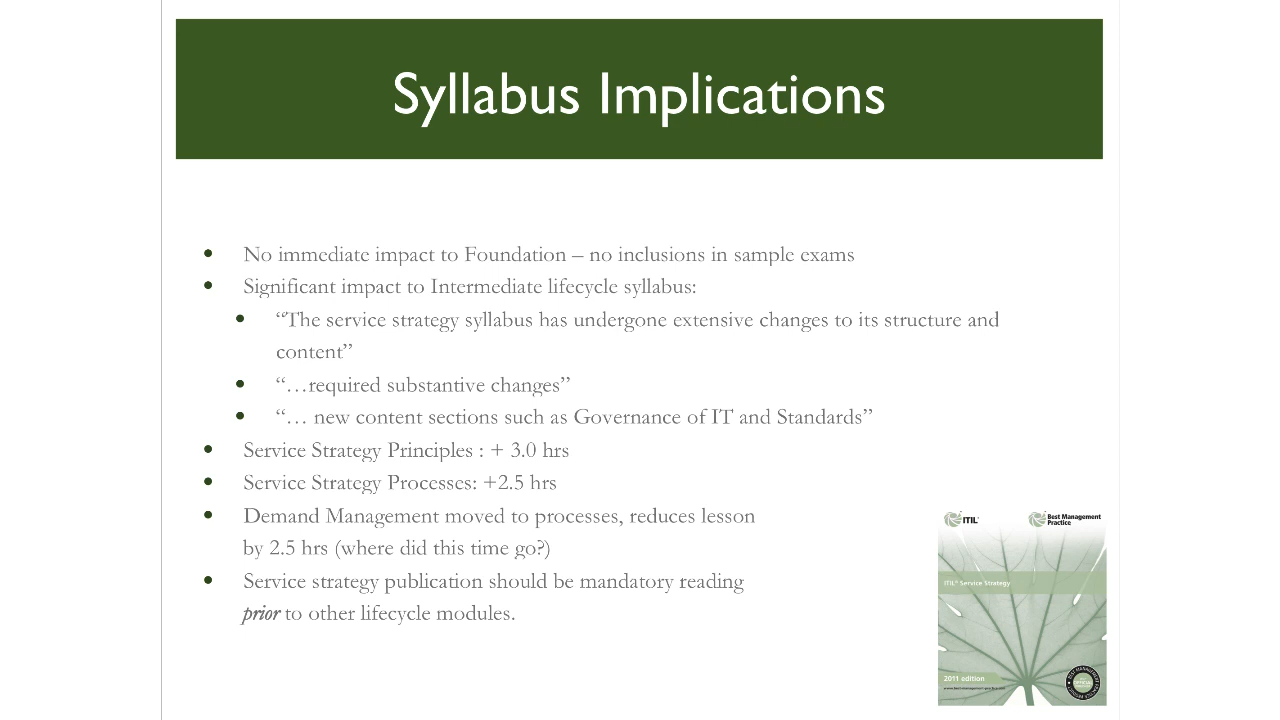 Syllabus Implications
• No immediate impact to Foundation – no inclusions in sample exams
• Significant impact to Intermediate lifecycle syllabus:
• “The service strategy syllabus has undergone extensive changes to its structure and
content”
• “…required substantive changes”
• “… new content sections such as Governance of IT and Standards”
• Service Strategy Principles : + 3.0 hrs
• Service Strategy Processes: +2.5 hrs
• Demand Management moved to processes, reduces lesson
by 2.5 hrs (where did this time go?)
• Service strategy publication should be mandatory reading
prior to other lifecycle modules.
ITIL®
Best Management
Practice
ITIL® Service Strategy
2011 edition